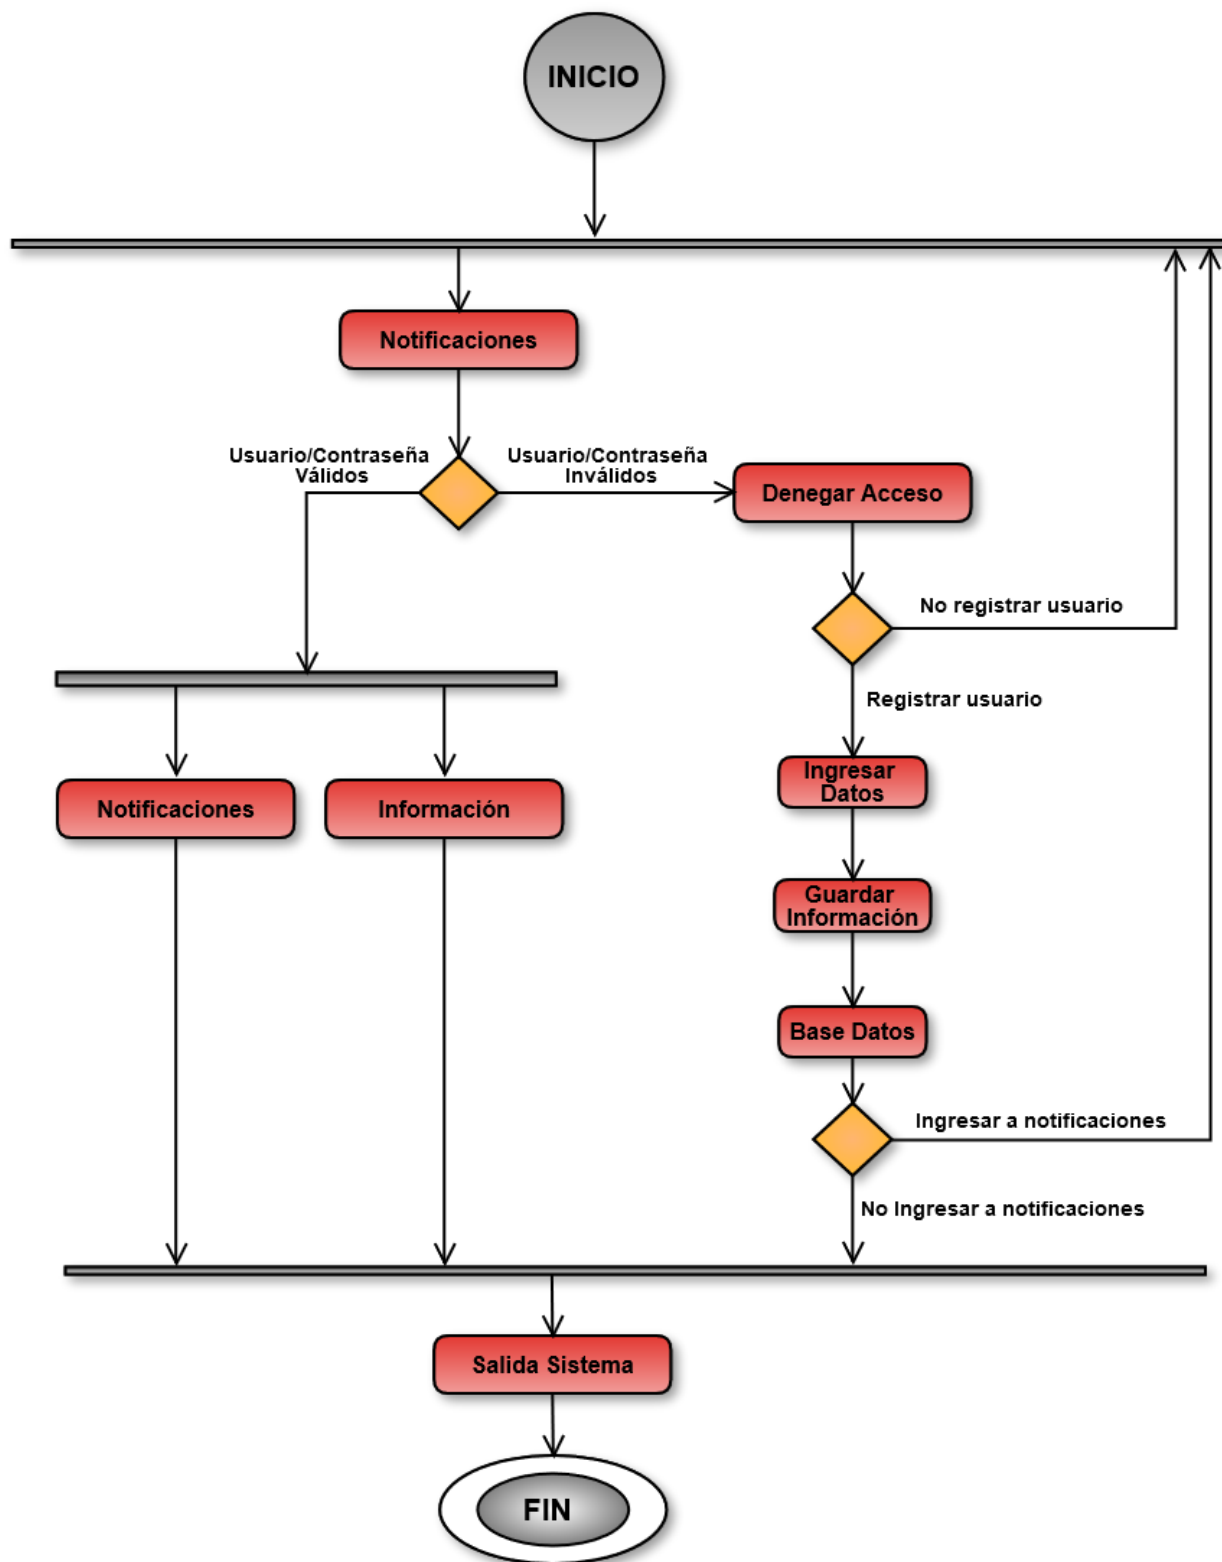 INICIO
Notificaciones
Usuario/Contraseña
Válidos
Usuario/Contraseña
Inválidos
Denegar Acceso
No registrar usuario
Registrar usuario
Ingresar
Datos
Notificaciones
Información
Guardar
Información
Base Datos
Ingresar a notificaciones
No Ingresar a notificaciones
Salida Sistema
FIN